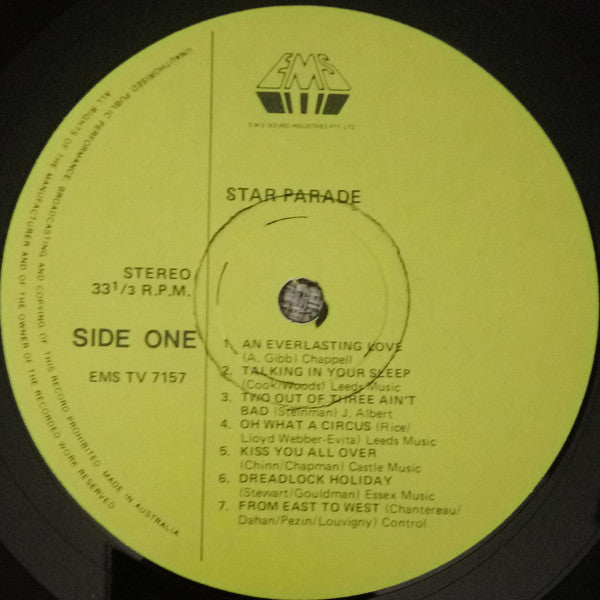 EMS
E.M.S. SOUND INDUSTRIES PTY. LTD.
STAR PARADE
STEREO
33 1/3 R.P.M.
SIDE ONE
EMS TV 7157
1. AN EVERLASTING LOVE
(A. Gibb) Chappell
2. TALKING IN YOUR SLEEP
(Cook/Woods) Leeds Music
3. TWO OUT OF THREE AIN'T
BAD (Steinman) J. Albert
4. OH WHAT A CIRCUS (Rice/
Lloyd Webber-Evita) Leeds Music
5. KISS YOU ALL OVER
(Chinn/Chapman) Castle Music
6. DREADLOCK HOLIDAY
(Stewart/Gouldman) Essex Music
7. FROM EAST TO WEST (Chantereau/
Dahan/Pezin/Louvigny) Control
UNAUTHORISED PUBLIC PERFORMANCE, BROADCASTING AND COPYING OF THIS RECORD PROHIBITED. MADE IN AUSTRALIA
ALL RIGHTS OF THE MANUFACTURER AND OF THE OWNER OF THE RECORDED WORK RESERVED